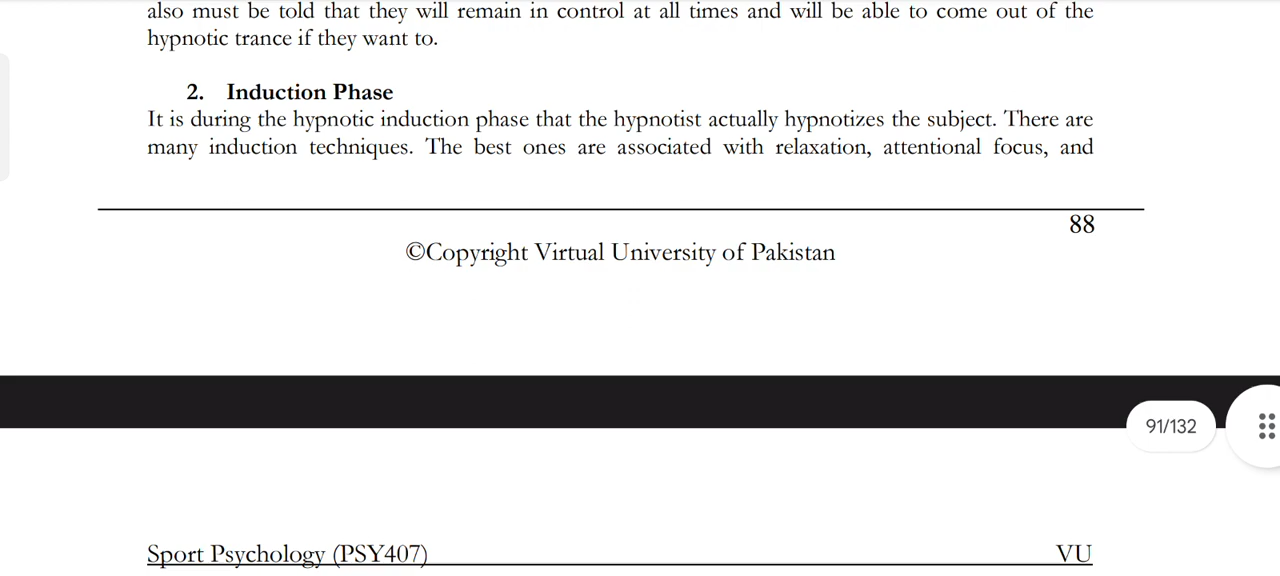 also must be told that they will remain in control at all times and will be able to come out of the
hypnotic trance if they want to.
2. Induction Phase
It is during the hypnotic induction phase that the hypnotist actually hypnotizes the subject. There are
many induction techniques. The best ones are associated with relaxation, attentional focus, and
88
©Copyright Virtual University of Pakistan
91/132
Sport Psychology (PSY407) VU